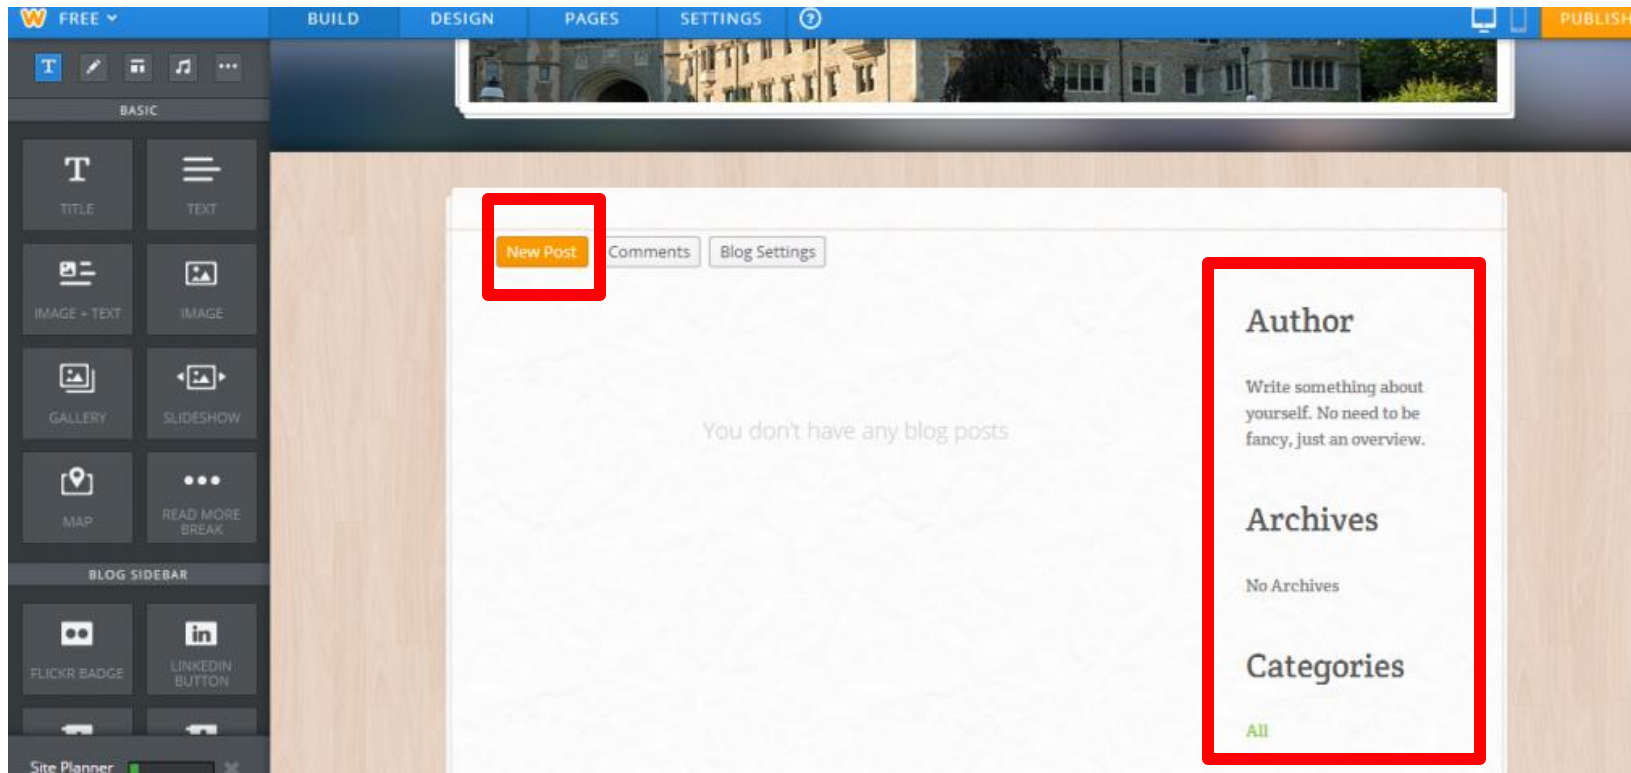 FREE
BUILD
DESIGN
PAGES
SETTINGS
?
PUBLISH
T
BASIC
T
TITLE
TEXT
IMAGE + TEXT
IMAGE
GALLERY
SLIDESHOW
MAP
READ MORE
BREAK
BLOG SIDEBAR
FLICKR BADGE
in
LINKEDIN
BUTTON
Site Planner
New Post
Comments
Blog Settings
You don't have any blog posts
Author
Write something about
yourself. No need to be
fancy, just an overview.
Archives
No Archives
Categories
All